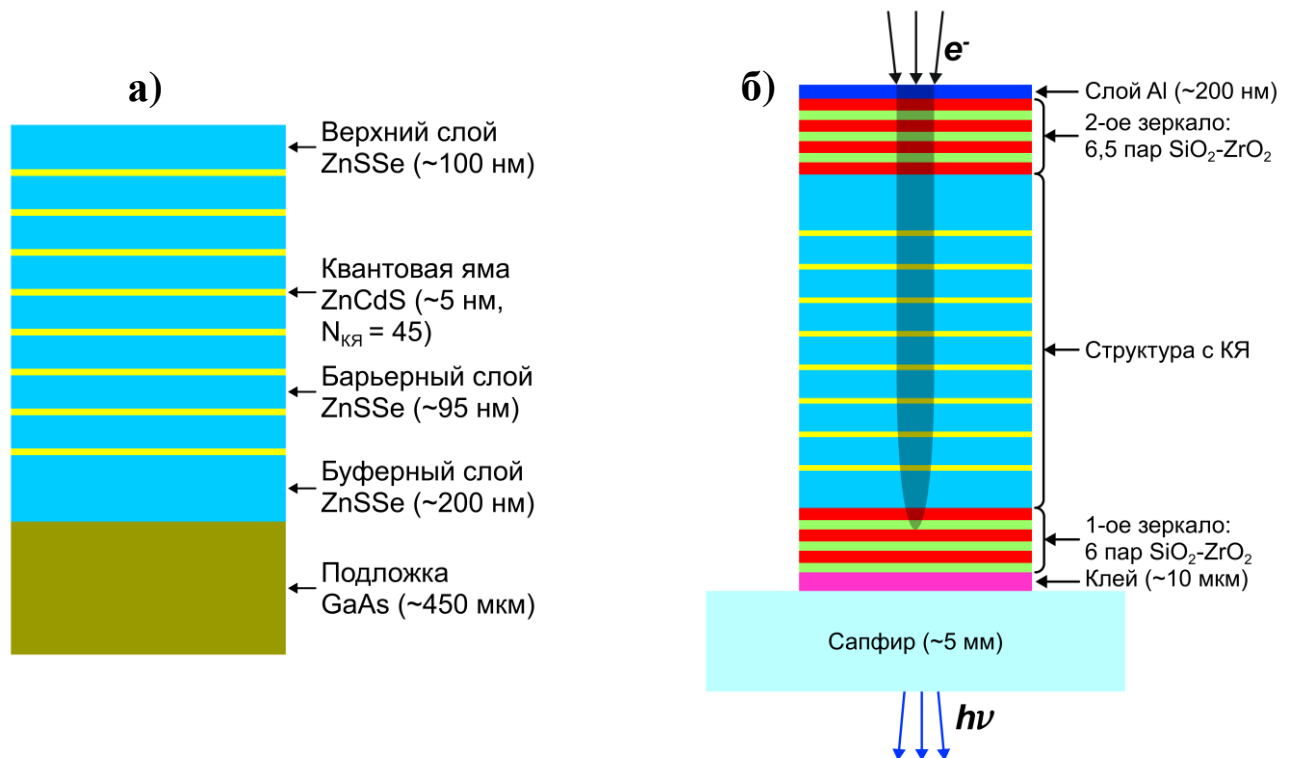 а)
Верхний слой
ZnSSe (~100 нм)
Квантовая яма
ZnCdS (~5 нм,
Nкя = 45)
Барьерный слой
ZnSSe (~95 нм)
Буферный слой
ZnSSe (~200 нм)
Подложка
GaAs (~450 мкм)
б)
e-
Слой Al (~200 нм)
2-ое зеркало:
6,5 пар SiO₂-ZrO₂
Структура с КЯ
1-ое зеркало:
6 пар SiO₂-ZrO₂
Клей (~10 мкм)
Сапфир (~5 мм)
hν